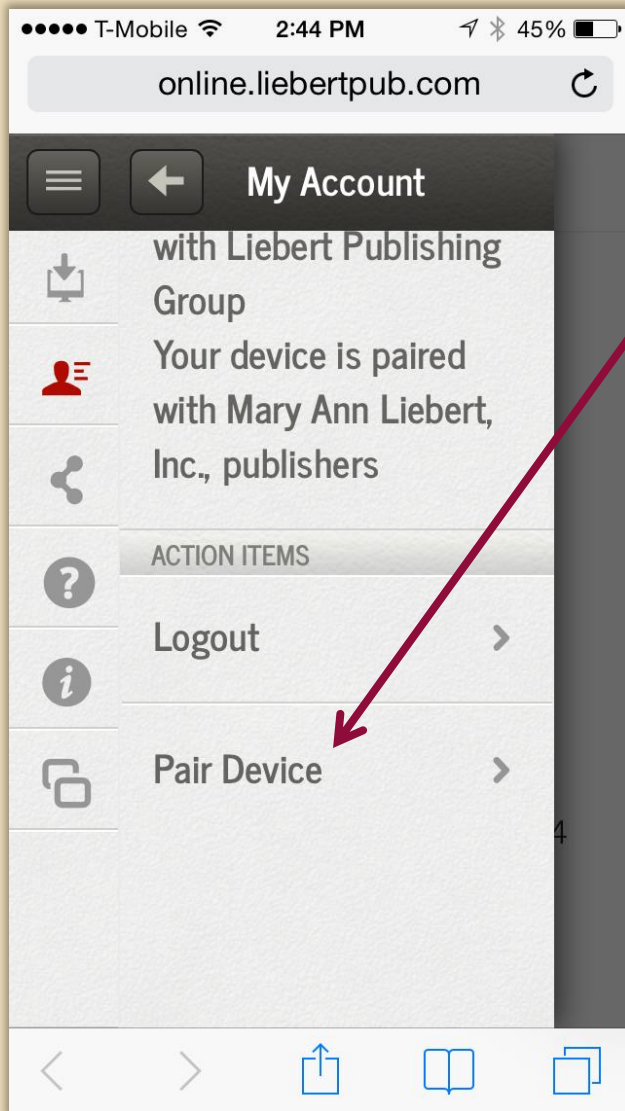 T-Mobile 2:44 PM 45%
online.liebertpub.com
My Account
with Liebert Publishing
Group
Your device is paired
with Mary Ann Liebert,
Inc., publishers
ACTION ITEMS
?
Logout
i
Pair Device
4